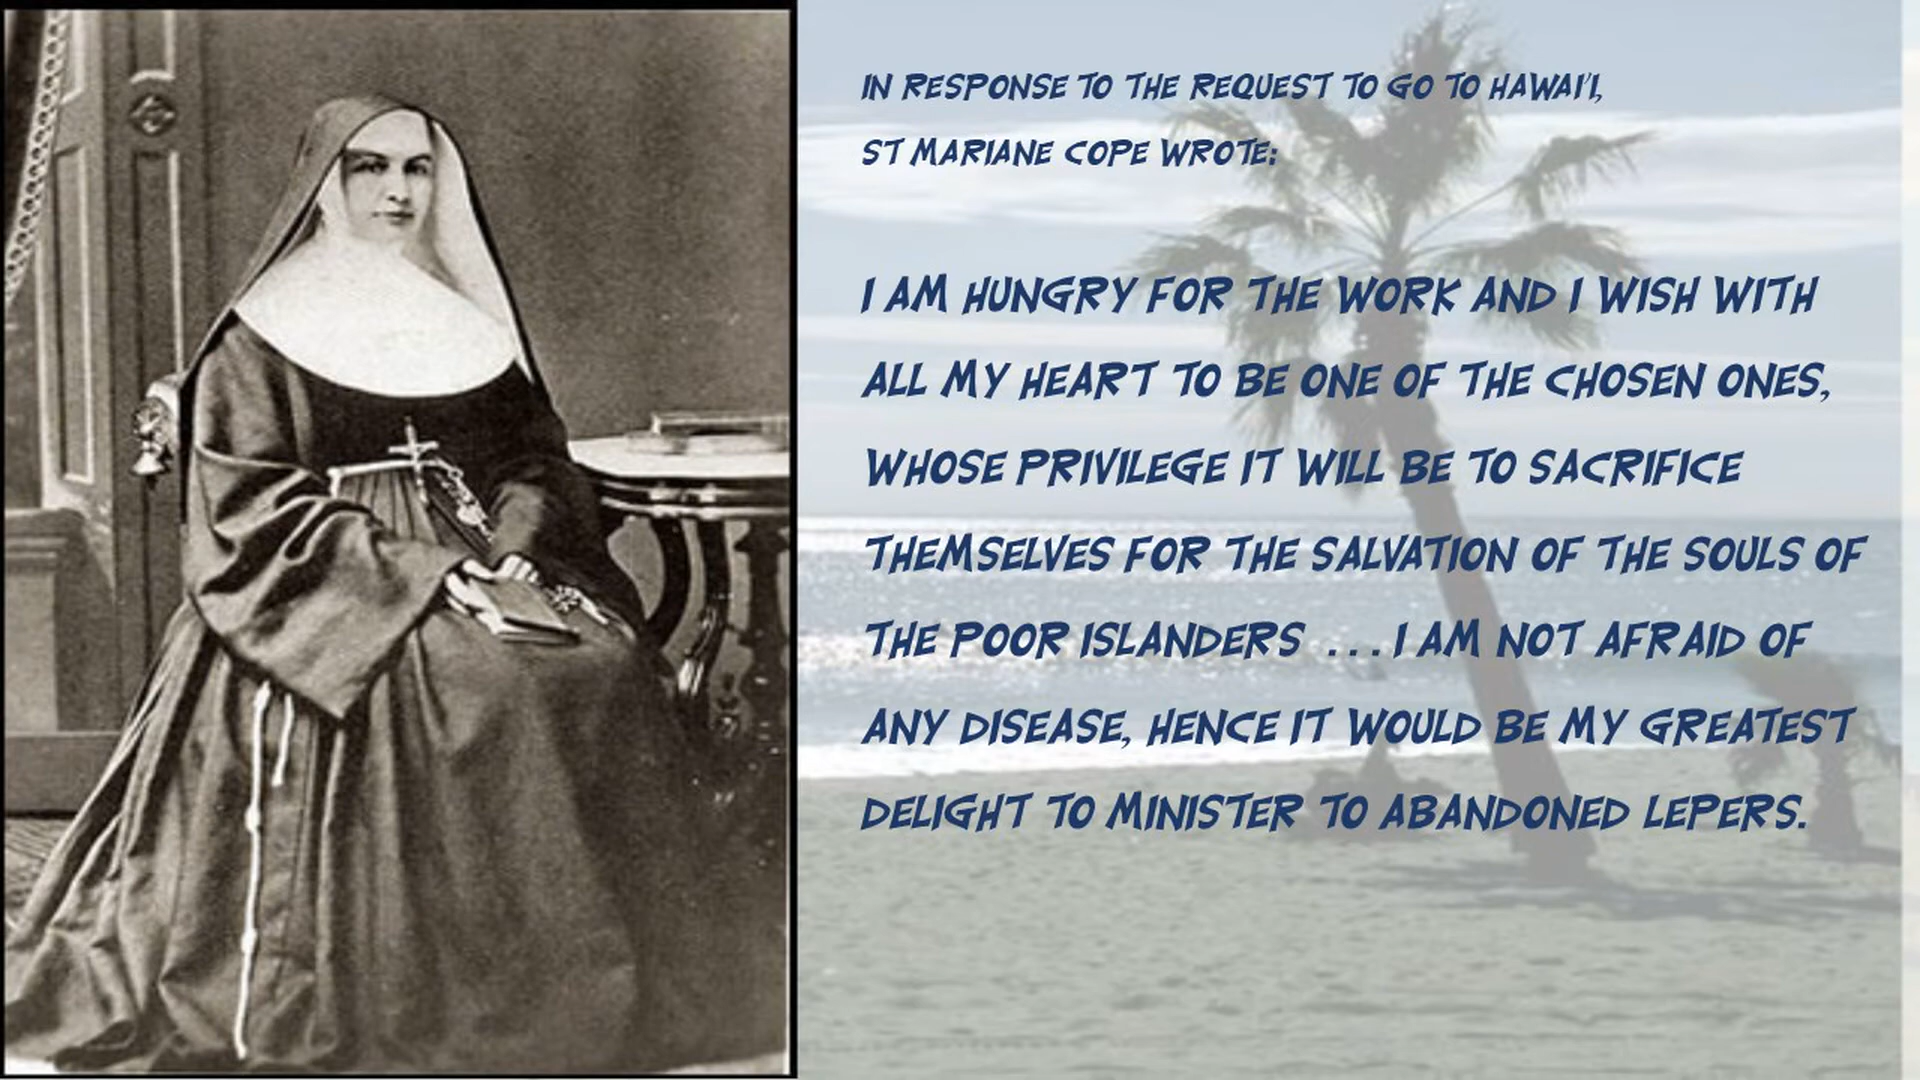 IN RESPONSE TO THE REQUEST TO GO TO HAWAI'I,
ST MARIANE COPE WROTE:
I AM HUNGRY FOR THE WORK AND I WISH WITH
ALL MY HEART TO BE ONE OF THE CHOSEN ONES,
WHOSE PRIVILEGE IT WILL BE TO SACRIFICE
THEMSELVES FOR THE SALVATION OF THE SOULS OF
THE POOR ISLANDERS ... I AM NOT AFRAID OF
ANY DISEASE, HENCE IT WOULD BE MY GREATEST
DELIGHT TO MINISTER TO ABANDONED LEPERS.